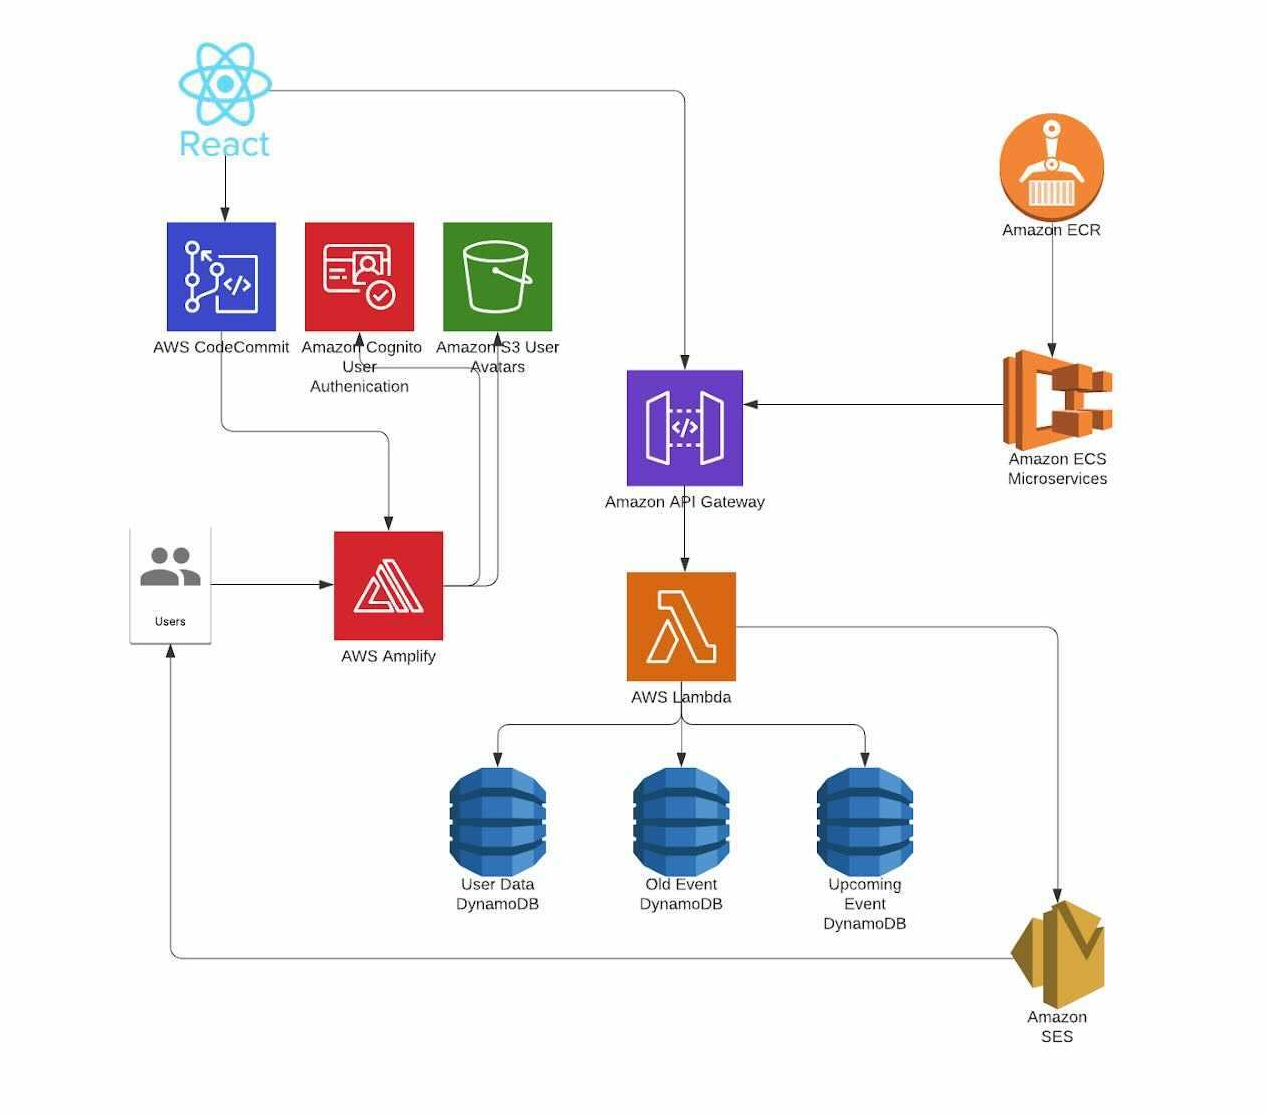 React
Amazon ECR
AWS CodeCommit
Amazon Cognito
User
Authenication
Amazon S3 User
Avatars
Amazon API Gateway
Amazon ECS
Microservices
Users
AWS Amplify
AWS Lambda
User Data
DynamoDB
Old Event
DynamoDB
Upcoming
Event
DynamoDB
Amazon
SES